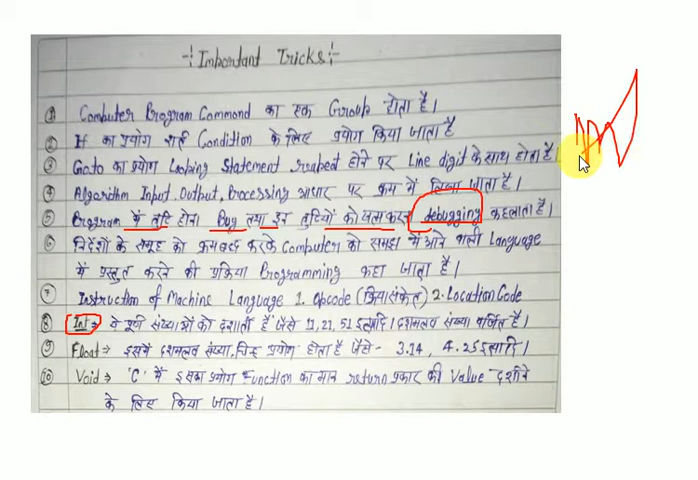 Important Tricks
① Computer Program Command का एक Group होता है।
② If का प्रयोग शर्त Condition के लिए प्रयोग किया जाता है
③ Goto का प्रयोग Looping Statement होने पर Line digit के साथ होता है।
④ Algorithm Input, Output, Processing आधार पर क्रम में लिखा जाता है।
⑤ Program में त्रुटि होना Bug तथा इन त्रुटियों को करना debugging कहलाता है।
⑥ निर्देशों के समूह को क्रमबद्ध करके Computer को समझ में आने वाली Language
में प्रस्तुत करने की प्रक्रिया Programming कहा जाता है।
⑦ Instruction of Machine Language 1. Opcode (क्रिया संकेत) 2. Location Code
⑧ Int → ये पूर्ण संख्याओं को दर्शाती हैं जैसे 11, 21, 51 इत्यादि। दशमलव संख्या वर्जित है।
⑨ Float → इसमें दशमलव संख्या चिन्ह प्रयोग होता है जैसे- 3.14, 4.25 इत्यादि।
⑩ Void → 'C' में इसका प्रयोग Function का मान return प्रकार की Value दर्शाने
के लिए किया जाता है।